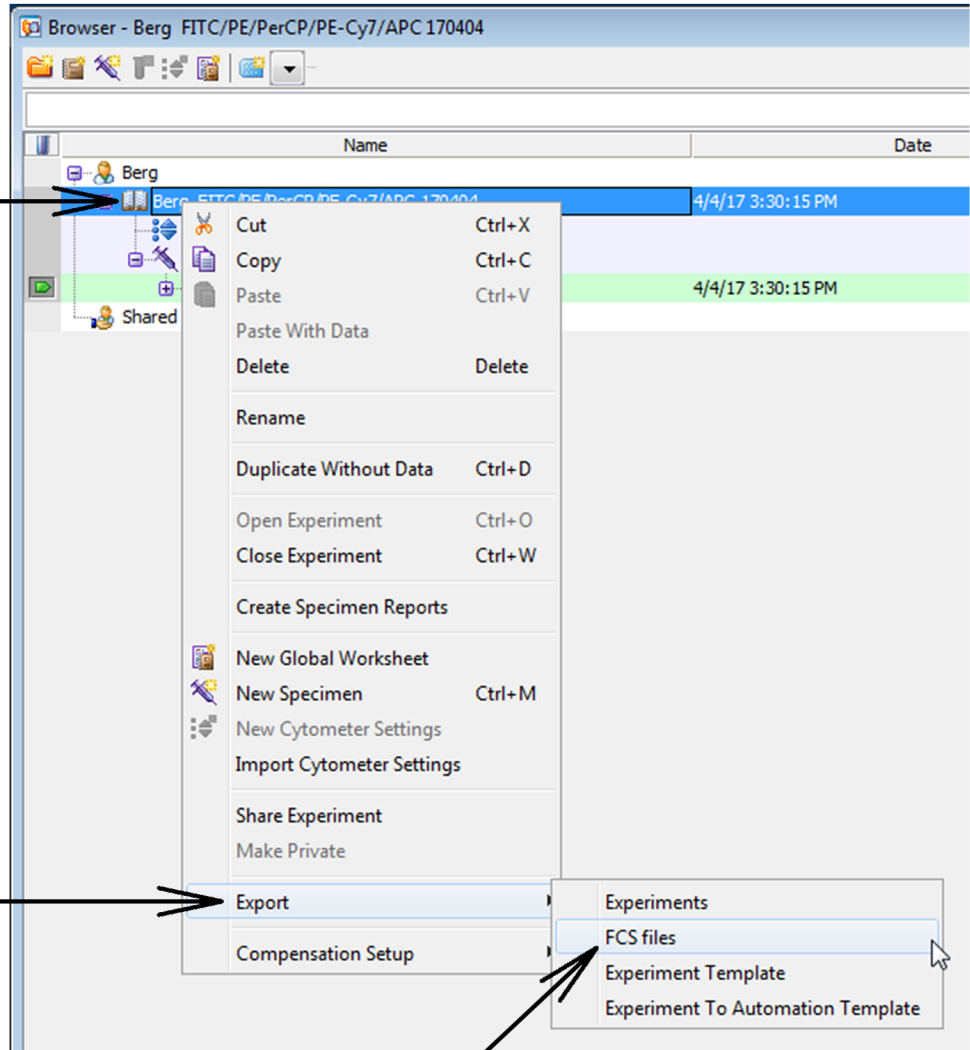 Browser - Berg FITC/PE/PerCP/PE-Cy7/APC 170404
Name Date
Berg
Berg FITC/PE/PerCP/PE-Cy7/APC 170404 4/4/17 3:30:15 PM
Cut Ctrl+X
Copy Ctrl+C
4/4/17 3:30:15 PM
Paste Ctrl+V
Shared
Paste With Data
Delete Delete
Rename
Duplicate Without Data Ctrl+D
Open Experiment Ctrl+O
Close Experiment Ctrl+W
Create Specimen Reports
New Global Worksheet
New Specimen Ctrl+M
New Cytometer Settings
Import Cytometer Settings
Share Experiment
Make Private
Export
Compensation Setup
Experiments
FCS files
Experiment Template
Experiment To Automation Template